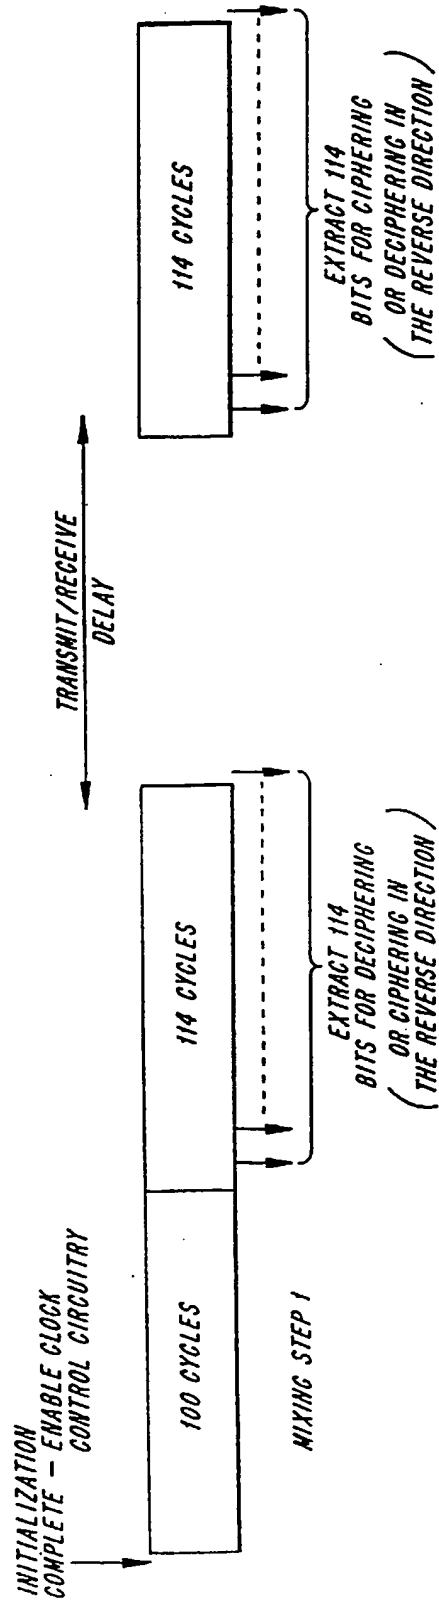 INITIALIZATION
COMPLETE – ENABLE CLOCK
CONTROL CIRCUITRY
100 CYCLES
MIXING STEP 1
114 CYCLES
EXTRACT 114
BITS FOR DECIPHERING
(OR CIPHERING IN
THE REVERSE DIRECTION)
TRANSMIT/RECEIVE
DELAY
114 CYCLES
EXTRACT 114
BITS FOR CIPHERING
(OR DECIPHERING IN
THE REVERSE DIRECTION)